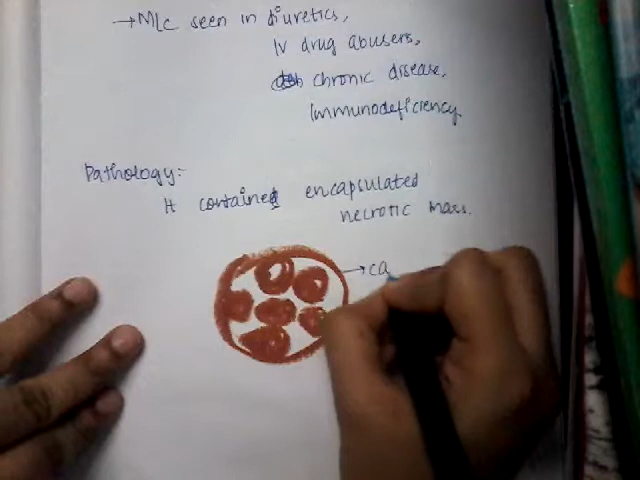 → MLC seen in diuretics,
IV drug abusers,
chronic disease,
Immunodeficiency
Pathology:-
It contained encapsulated
necrotic mass.
→ ca